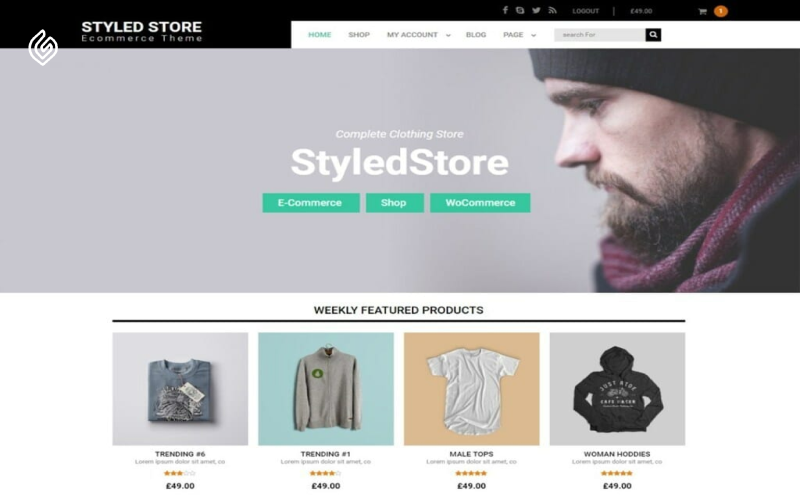 LOGOUT | £49.00 1
STYLED STORE
Ecommerce Theme
HOME SHOP MY ACCOUNT BLOG PAGE search For
Complete Clothing Store
StyledStore
E-Commerce Shop WoCommerce
WEEKLY FEATURED PRODUCTS
JUST RIDE
TRENDING #6 TRENDING #1 MALE TOPS WOMAN HODDIES
Lorem ipsum dolor sit amet, co Lorem ipsum dolor sit amet, co Lorem ipsum dolor sit amet, co Lorem ipsum dolor sit amet, co
£49.00 £49.00 £49.00 £49.00